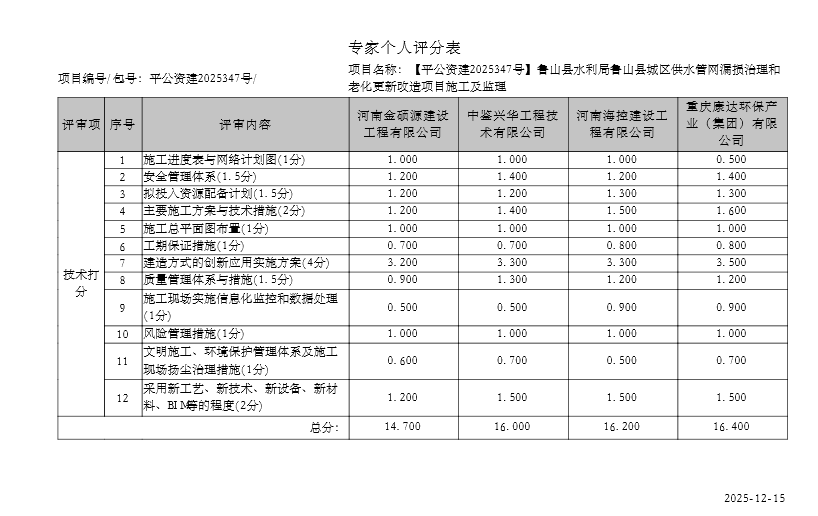 专家个人评分表
项目编号/包号：平公资建2025347号/
项目名称：【平公资建2025347号】鲁山县水利局鲁山县城区供水管网漏损治理和
老化更新改造项目施工及监理
评审项 序号 评审内容 河南金硕源建设工程有限公司 中鉴兴华工程技术有限公司 河南海控建设工程有限公司 重庆康达环保产业（集团）有限公司
技术打分
1 施工进度表与网络计划图(1分) 1.000 1.000 1.000 0.500
2 安全管理体系(1.5分) 1.200 1.400 1.200 1.400
3 拟投入资源配备计划(1.5分) 1.200 1.200 1.300 1.300
4 主要施工方案与技术措施(2分) 1.200 1.400 1.500 1.600
5 施工总平面图布置(1分) 1.000 1.000 1.000 1.000
6 工期保证措施(1分) 0.700 0.700 0.800 0.800
7 建造方式的创新应用实施方案(4分) 3.200 3.300 3.300 3.500
8 质量管理体系与措施(1.5分) 0.900 1.300 1.200 1.200
9 施工现场实施信息化监控和数据处理(1分) 0.500 0.500 0.900 0.900
10 风险管理措施(1分) 1.000 1.000 1.000 1.000
11 文明施工、环境保护管理体系及施工现场扬尘治理措施(1分) 0.600 0.700 0.500 0.700
12 采用新工艺、新技术、新设备、新材料、BIM等的程度(2分) 1.200 1.500 1.500 1.500
总分： 14.700 16.000 16.200 16.400
2025-12-15